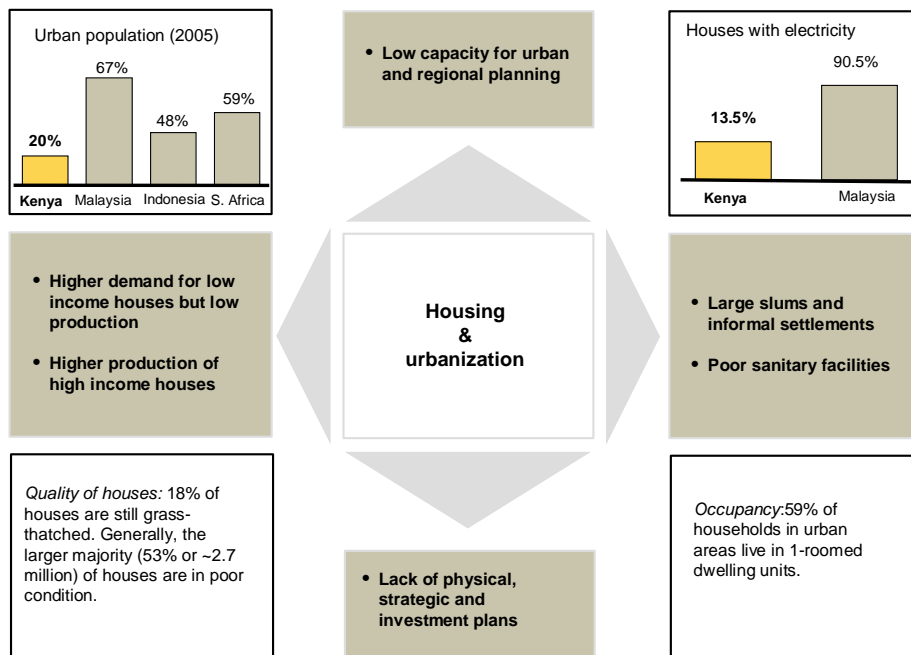 Urban population (2005)
67%
59%
48%
20%
Kenya Malaysia Indonesia S. Africa
• Low capacity for urban
and regional planning
Houses with electricity
90.5%
13.5%
Kenya Malaysia
• Higher demand for low
income houses but low
production
• Higher production of
high income houses
Housing
&
urbanization
• Large slums and
informal settlements
• Poor sanitary facilities
Quality of houses: 18% of
houses are still grass-
thatched. Generally, the
larger majority (53% or ~2.7
million) of houses are in poor
condition.
• Lack of physical,
strategic and
investment plans
Occupancy:59% of
households in urban
areas live in 1-roomed
dwelling units.